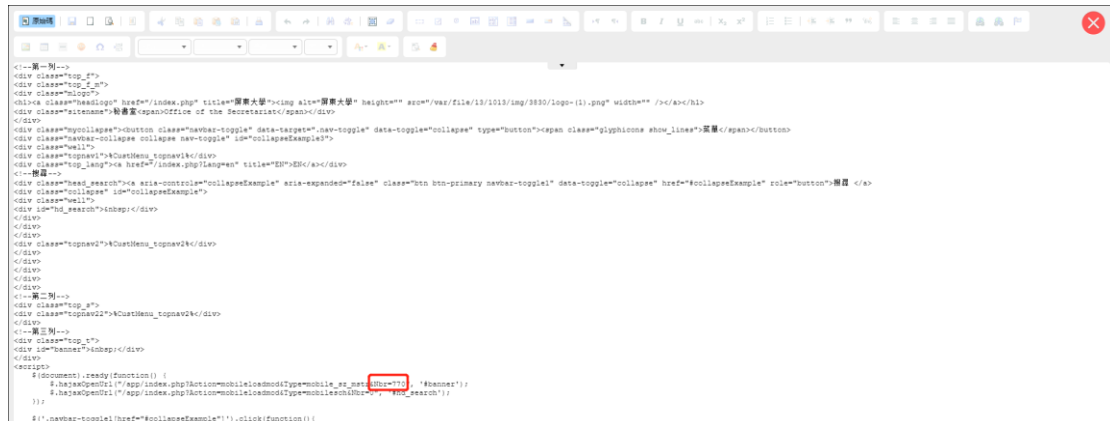 原始碼
<!--第一列-->
<div class="top_f">
<div class="top_f_m">
<div class="mlogo">
<h1><a class="headlogo" href="/index.php" title="屏東大學"><img alt="屏東大學" height="" src="/var/file/13/1013/img/3830/logo-(1).png" width="" /></a></h1>
<div class="sitename">秘書室<span>Office of the Secretarist</span></div>
</div>
<div class="mycollapse"><button class="navbar-toggle" data-target=".nav-toggle" data-toggle="collapse" type="button"><span class="glyphicons show_lines">菜單</span></button>
<div class="navbar-collapse collapse nav-toggle" id="collapseExample3">
<div class="well">
<div class="topnav1">%CustMenu_topnav1%</div>
<div class="top_lang"><a href="/index.php?Lang=en" title="EN">EN</a></div>
<!--搜尋-->
<div class="head_search"><a aria-controls="collapseExample" aria-expanded="false" class="btn btn-primary navbar-toggle1" data-toggle="collapse" href="#collapseExample" role="button">搜尋 </a>
<div class="collapse" id="collapseExample">
<div class="well">
<div id="hd_search">&nbsp;</div>
</div>
</div>
</div>
<div class="topnav2">%CustMenu_topnav2%</div>
</div>
</div>
</div>
</div>
</div>
<!--第二列-->
<div class="top_s">
<div class="topnav22">%CustMenu_topnav2%</div>
</div>
<!--第三列-->
<div class="top_t">
<div id="banner">&nbsp;</div>
</div>
<script>
$(document).ready(function() {
$.hajaxOpenUrl("/app/index.php?Action=mobileloadmod&Type=mobile_sz_mstr&Nbr=770", '#banner');
$.hajaxOpenUrl("/app/index.php?Action=mobileloadmod&Type=mobilesch&Nbr=0", '#hd_search');
});
$('.navbar-toggle1[href="#collapseExample"]').click(function(){